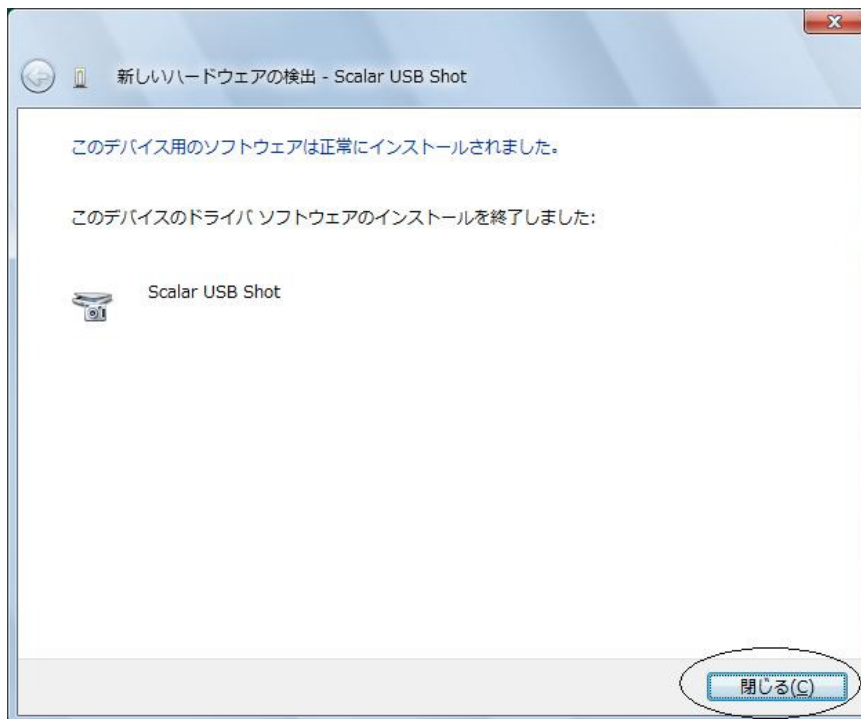 新しいハードウェアの検出 - Scalar USB Shot
このデバイス用のソフトウェアは正常にインストールされました。
このデバイスのドライバ ソフトウェアのインストールを終了しました:
Scalar USB Shot
閉じる(C)